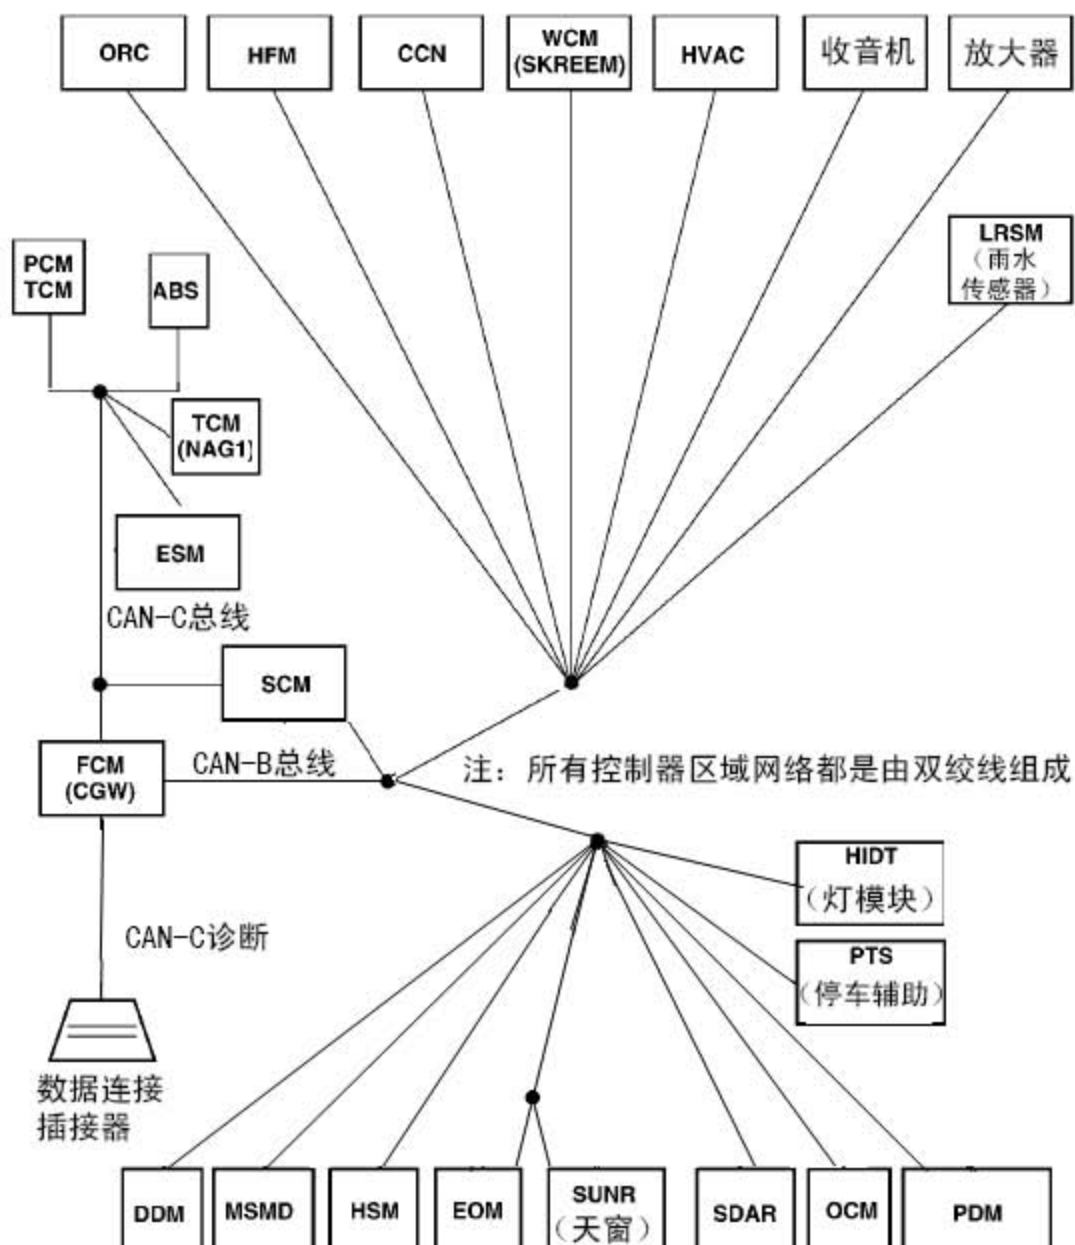 ORC
HFM
CCN
WCM
(SKREEM)
HVAC
收音机
放大器
LRSM
（雨水
传感器）
PCM
TCM
ABS
TCM
(NAG1)
ESM
CAN-C总线
SCM
FCM
(CGW)
CAN-B总线
注：所有控制器区域网络都是由双绞线组成
HIDT
（灯模块）
PTS
（停车辅助）
CAN-C诊断
数据连接
插接器
DDM
MSMD
HSM
EOM
SUNR
（天窗）
SDAR
OCM
PDM